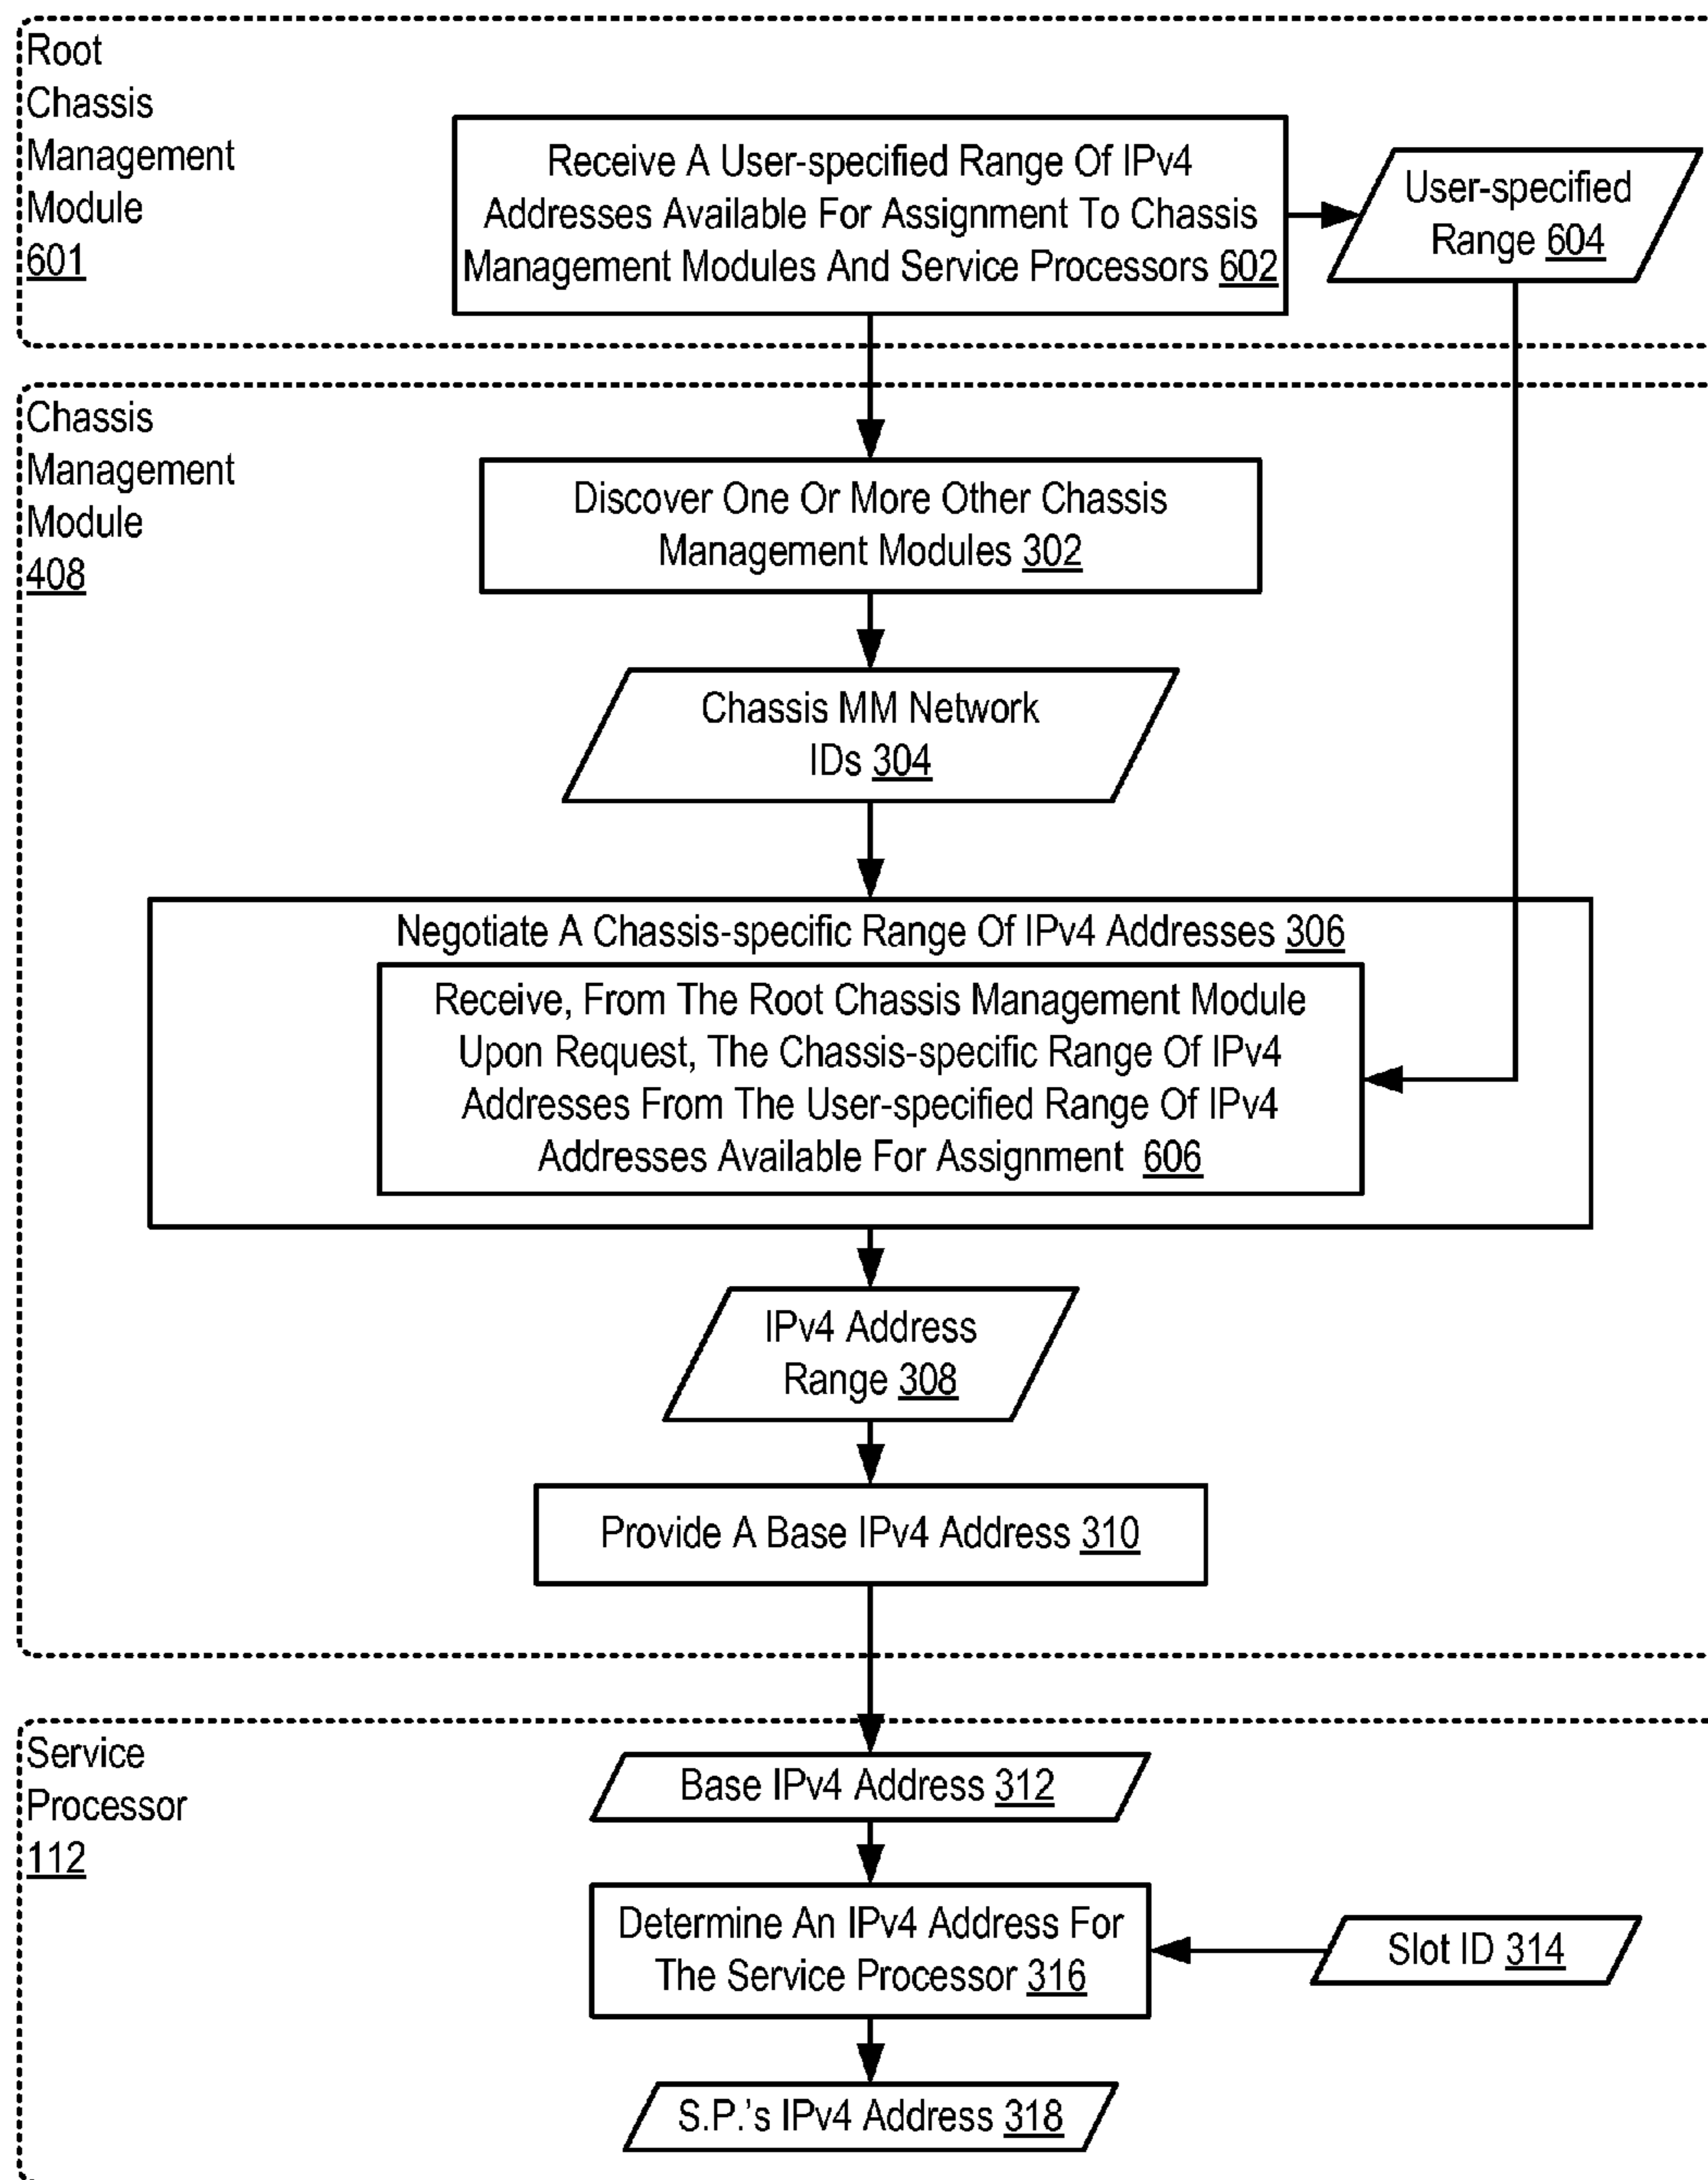 Root
Chassis
Management
Module
601
Receive A User-specified Range Of IPv4
Addresses Available For Assignment To Chassis
Management Modules And Service Processors 602
User-specified
Range 604
Chassis
Management
Module
408
Discover One Or More Other Chassis
Management Modules 302
Chassis MM Network
IDs 304
Negotiate A Chassis-specific Range Of IPv4 Addresses 306
Receive, From The Root Chassis Management Module
Upon Request, The Chassis-specific Range Of IPv4
Addresses From The User-specified Range Of IPv4
Addresses Available For Assignment 606
IPv4 Address
Range 308
Provide A Base IPv4 Address 310
Service
Processor
112
Base IPv4 Address 312
Determine An IPv4 Address For
The Service Processor 316
Slot ID 314
S.P.'s IPv4 Address 318